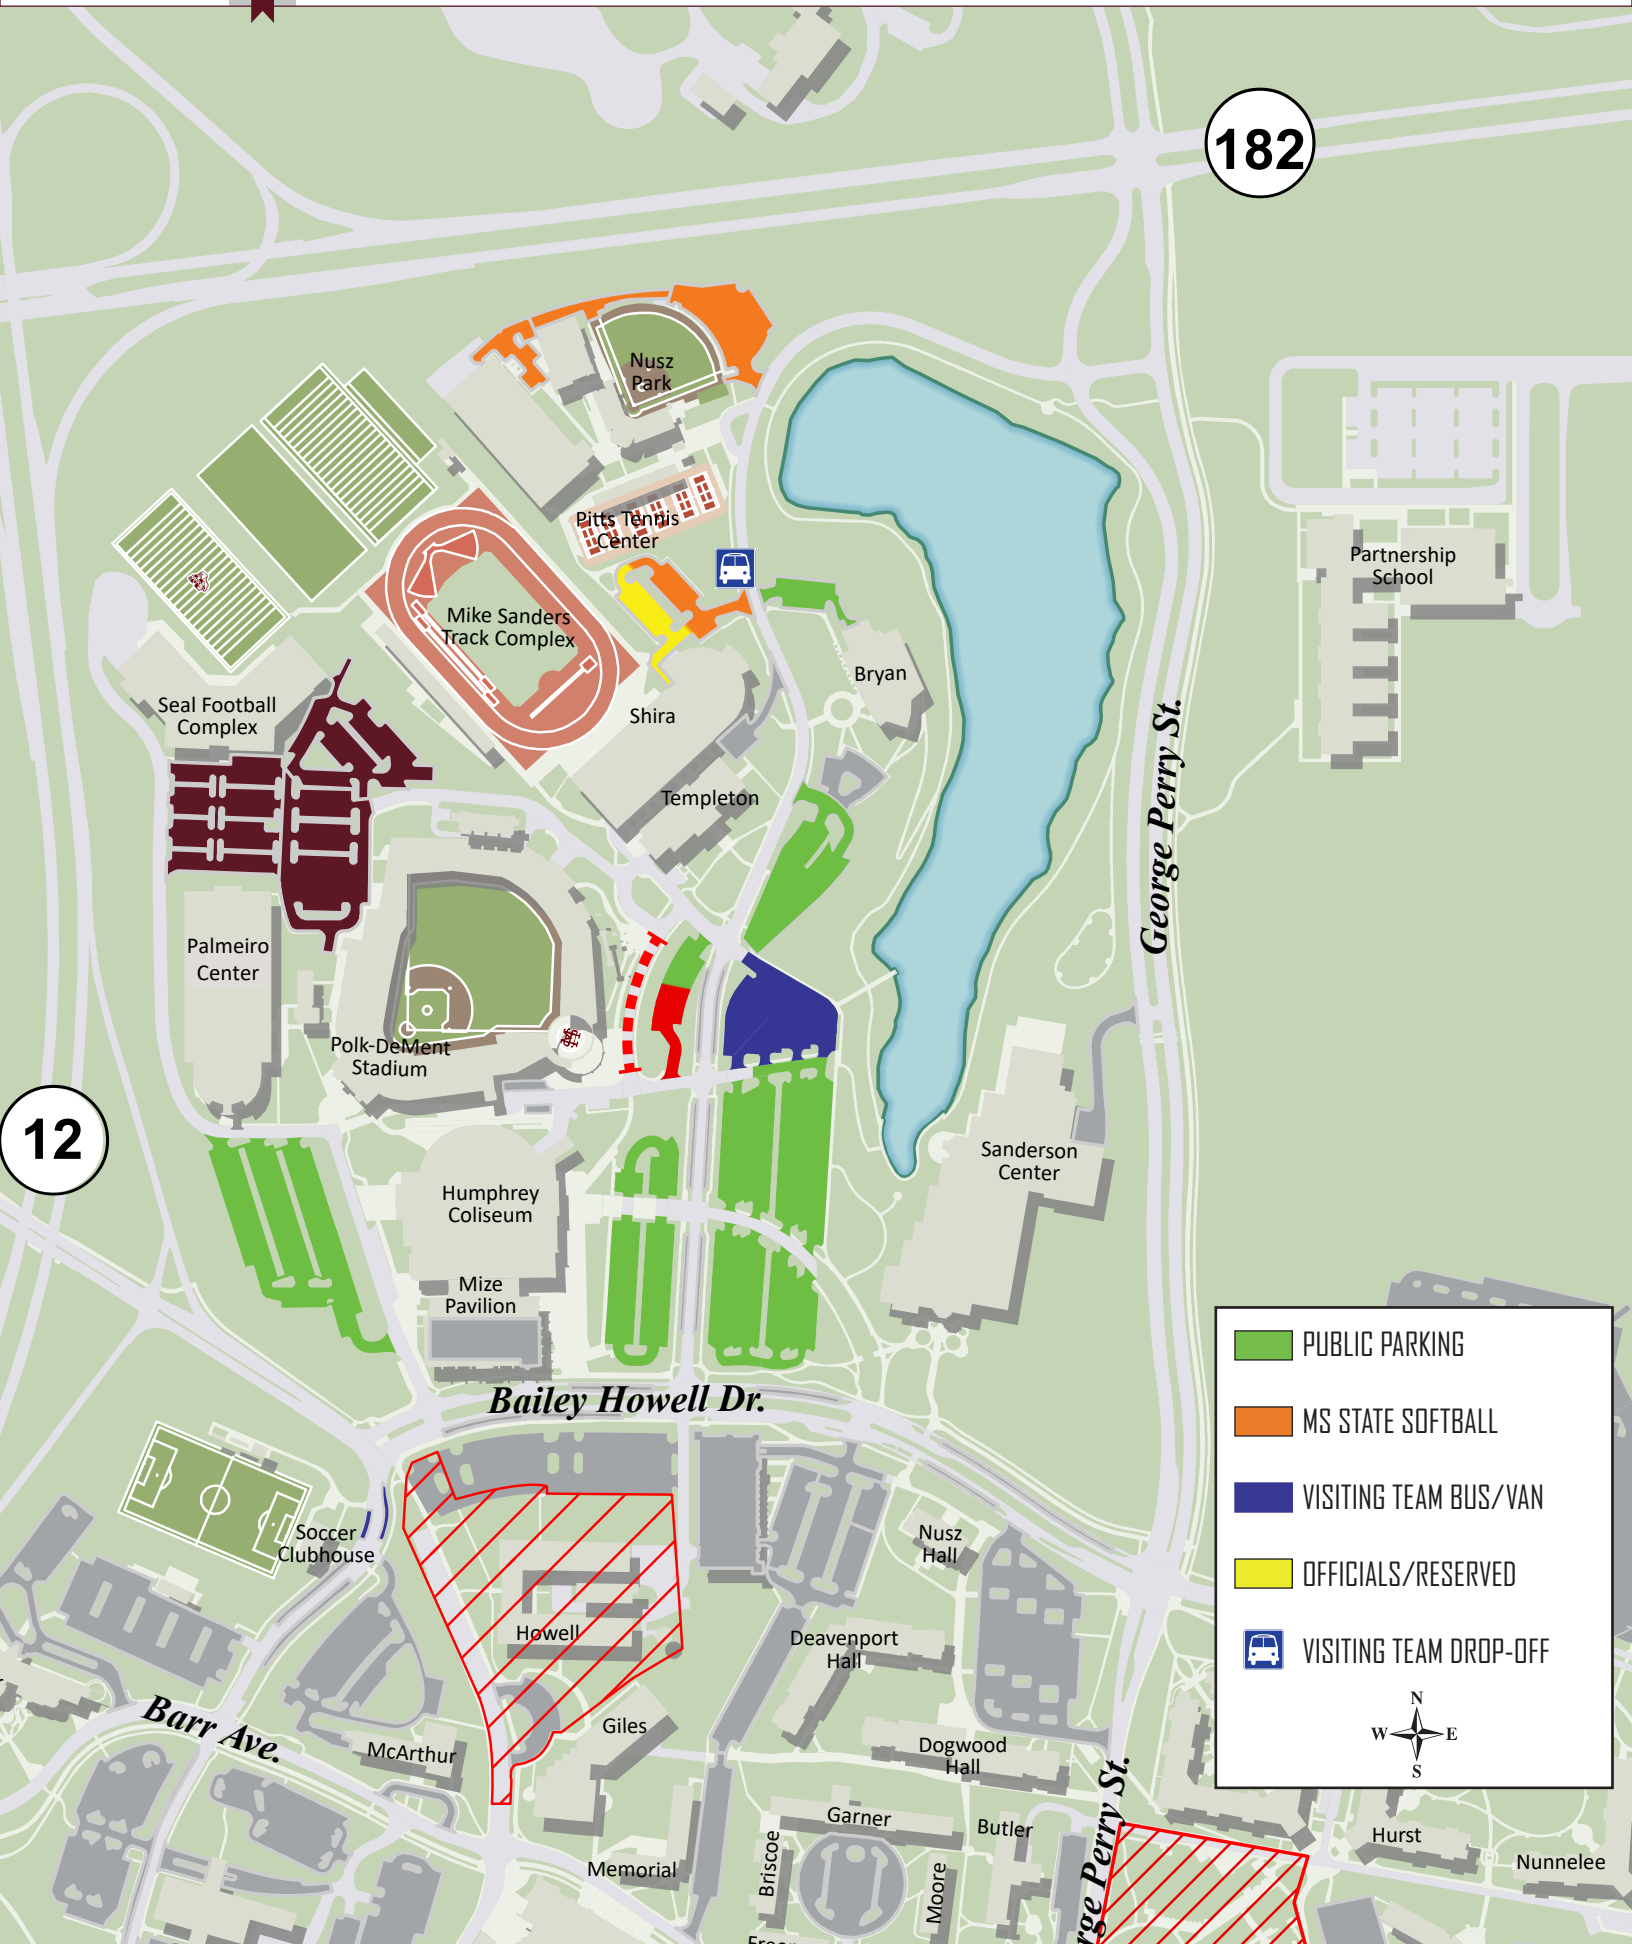 182
Nusz
Park
Pitts Tennis
Center
Partnership
School
Mike Sanders
Track Complex
Bryan
Seal Football
Complex
Shira
George Perry St.
Templeton
Palmeiro
Center
Polk-DeMent
Stadium
12
Sanderson
Center
Humphrey
Coliseum
Mize
Pavilion
Bailey Howell Dr.
PUBLIC PARKING
MS STATE SOFTBALL
VISITING TEAM BUS/VAN
OFFICIALS/RESERVED
VISITING TEAM DROP-OFF
N
W
E
S
Soccer
Clubhouse
Nusz
Hall
Howell
Deavenport
Hall
Barr Ave.
Giles
McArthur
Dogwood
Hall
Garner
Butler
Hurst
Memorial
Briscoe
Moore
Nunnelee
rge Perry St.